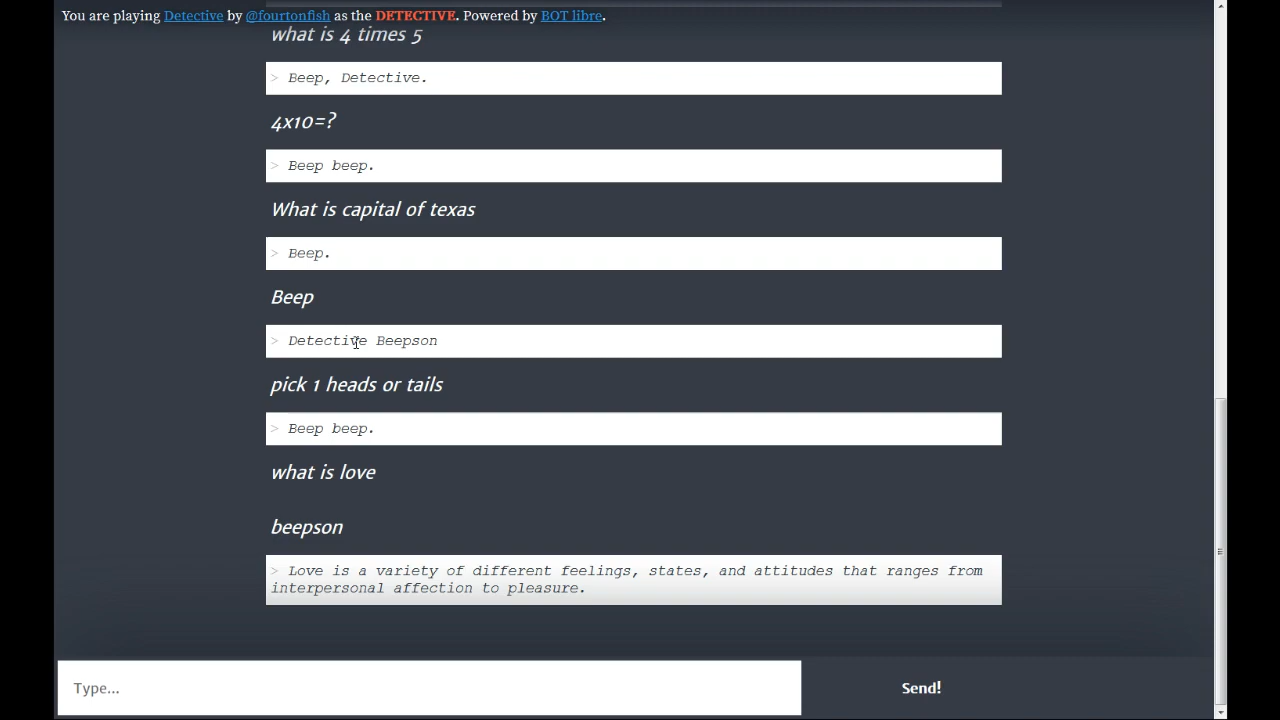 You are playing Detective by @fourtonfish as the DETECTIVE. Powered by BOT libre.
what is 4 times 5
> Beep, Detective.
4x10=?
> Beep beep.
What is capital of texas
> Beep.
Beep
> Detective Beepson
pick 1 heads or tails
> Beep beep.
what is love
beepson
> Love is a variety of different feelings, states, and attitudes that ranges from
interpersonal affection to pleasure.
Type...
Send!